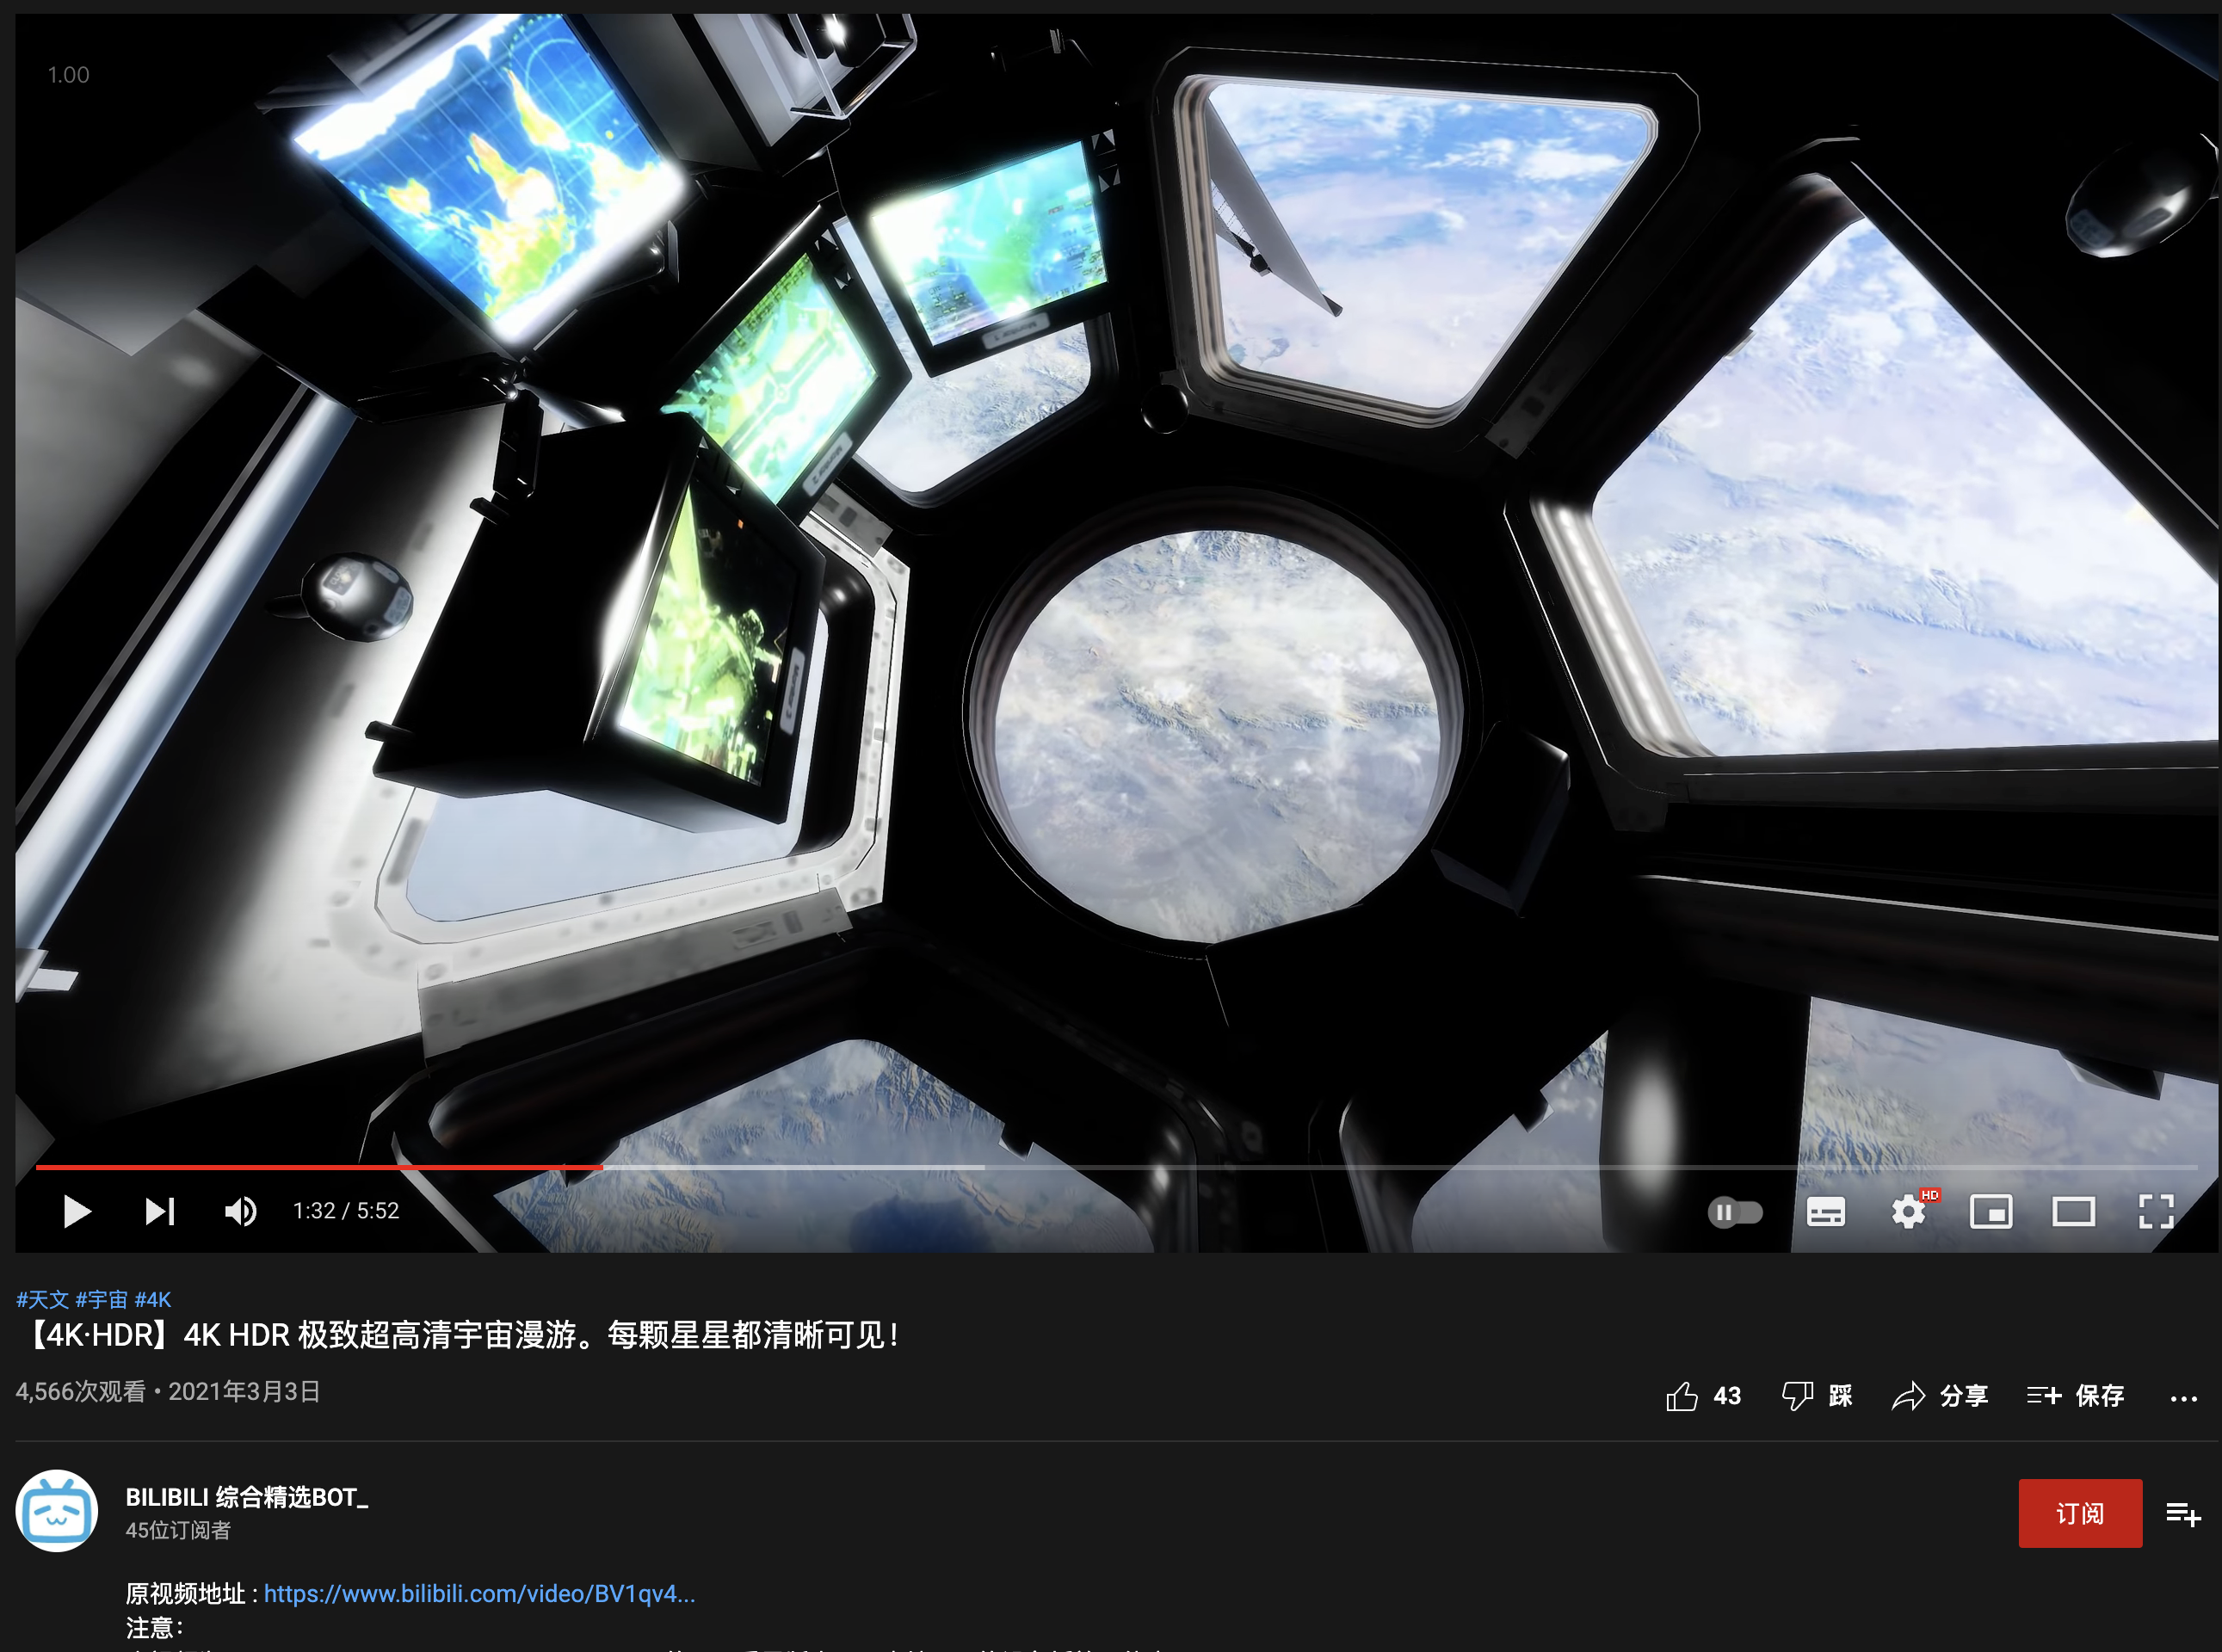 1.00
Monitor 1
1:32 / 5:52
HD
#天文 #宇宙 #4K
【4K·HDR】4K HDR 极致超高清宇宙漫游。每颗星星都清晰可见！
4,566次观看 • 2021年3月3日
43 踩 分享 保存
BILIBILI 综合精选BOT_
45位订阅者
订阅
原视频地址 : https://www.bilibili.com/video/BV1qv4...
注意：